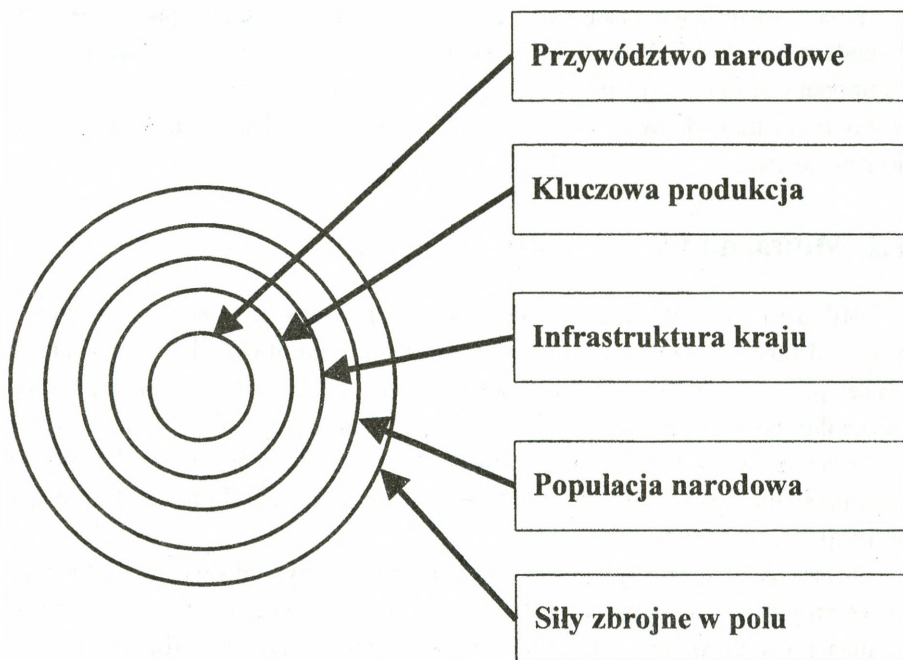 Przywództwo narodowe
Kluczowa produkcja
Infrastruktura kraju
Populacja narodowa
Siły zbrojne w polu